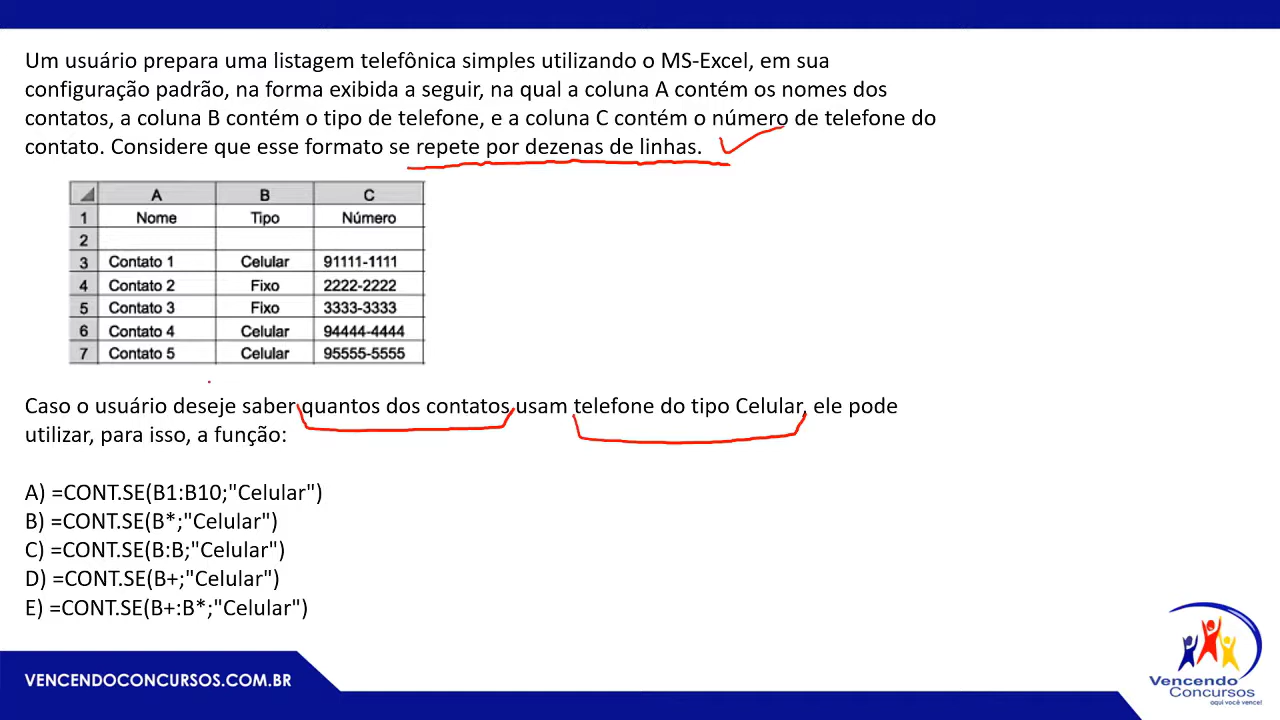 Um usuário prepara uma listagem telefônica simples utilizando o MS-Excel, em sua
configuração padrão, na forma exibida a seguir, na qual a coluna A contém os nomes dos
contatos, a coluna B contém o tipo de telefone, e a coluna C contém o número de telefone do
contato. Considere que esse formato se repete por dezenas de linhas.
A B C
1 Nome Tipo Número
2
3 Contato 1 Celular 91111-1111
4 Contato 2 Fixo 2222-2222
5 Contato 3 Fixo 3333-3333
6 Contato 4 Celular 94444-4444
7 Contato 5 Celular 95555-5555
Caso o usuário deseje saber quantos dos contatos usam telefone do tipo Celular, ele pode
utilizar, para isso, a função:
A) =CONT.SE(B1:B10;"Celular")
B) =CONT.SE(B*;"Celular")
C) =CONT.SE(B:B;"Celular")
D) =CONT.SE(B+;"Celular")
E) =CONT.SE(B+:B*;"Celular")
VENCENDOCONCURSOS.COM.BR
Vencendo
Concursos
aqui você vence!